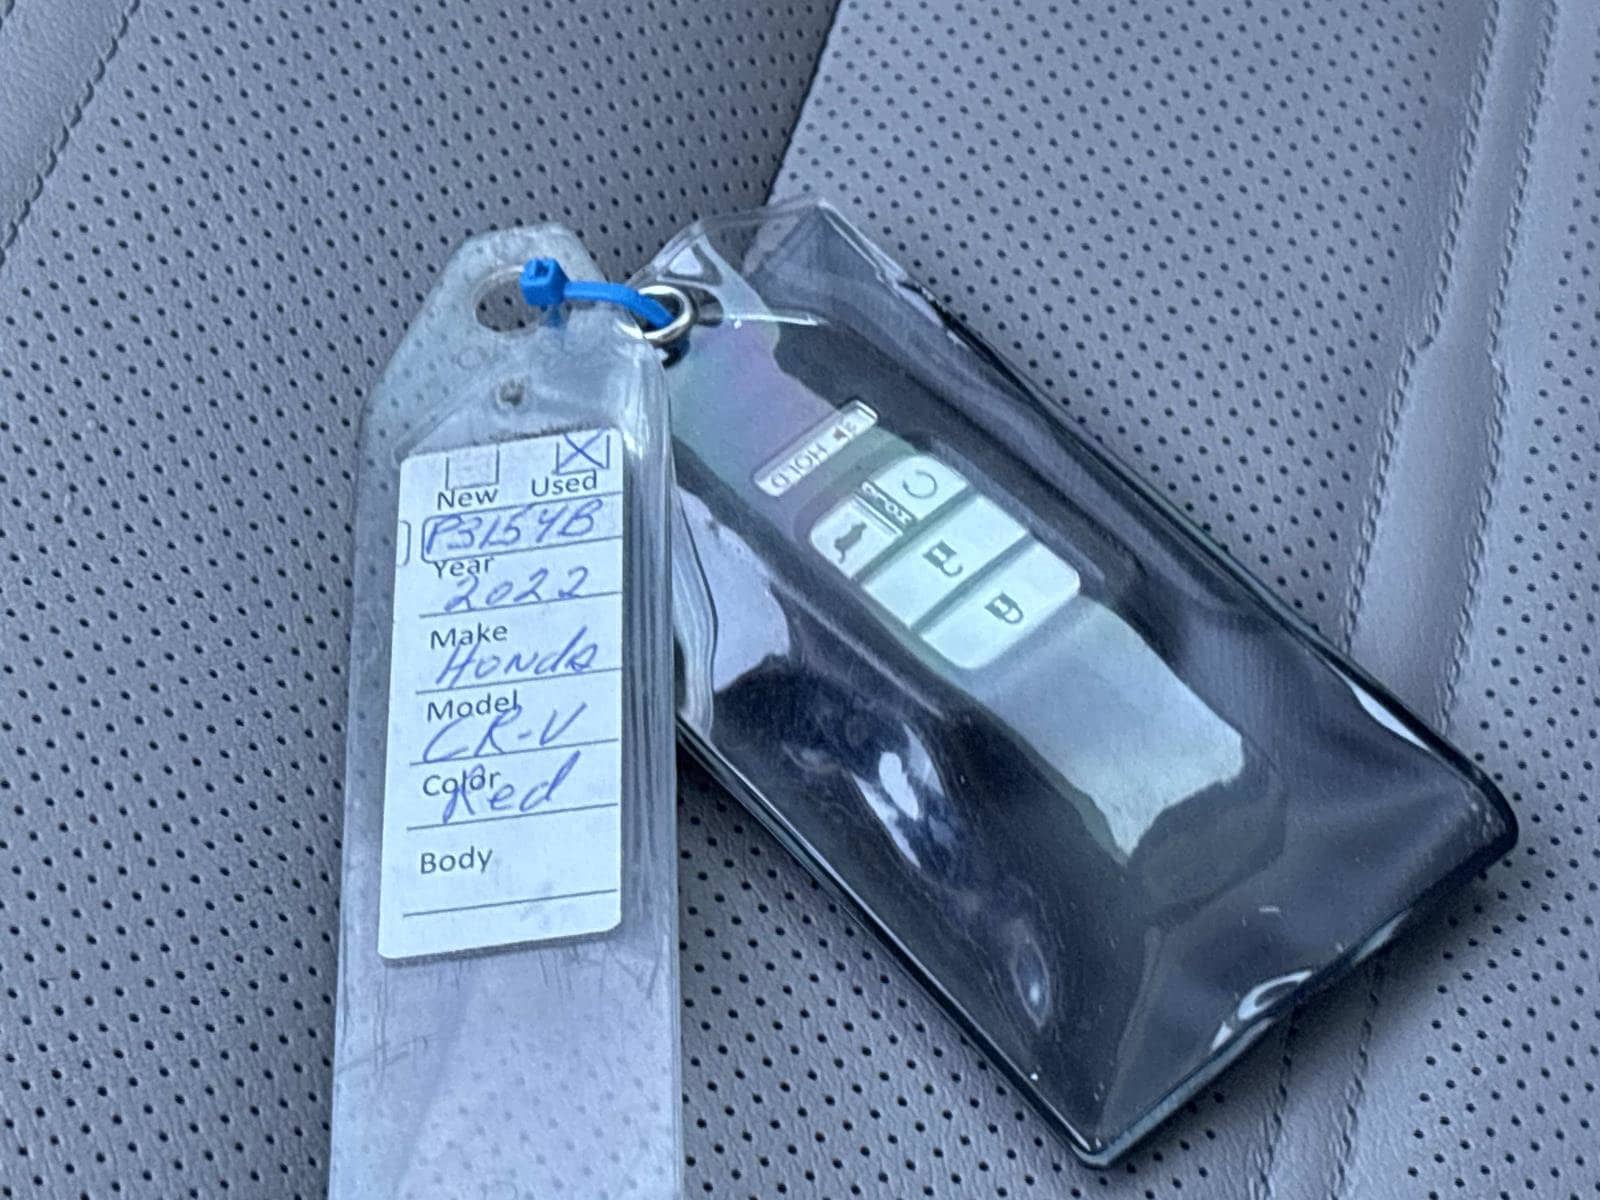 New Used
P3154B
Year
2022
Make
Honda
Model
CR-V
Color
Red
Body
HOLD